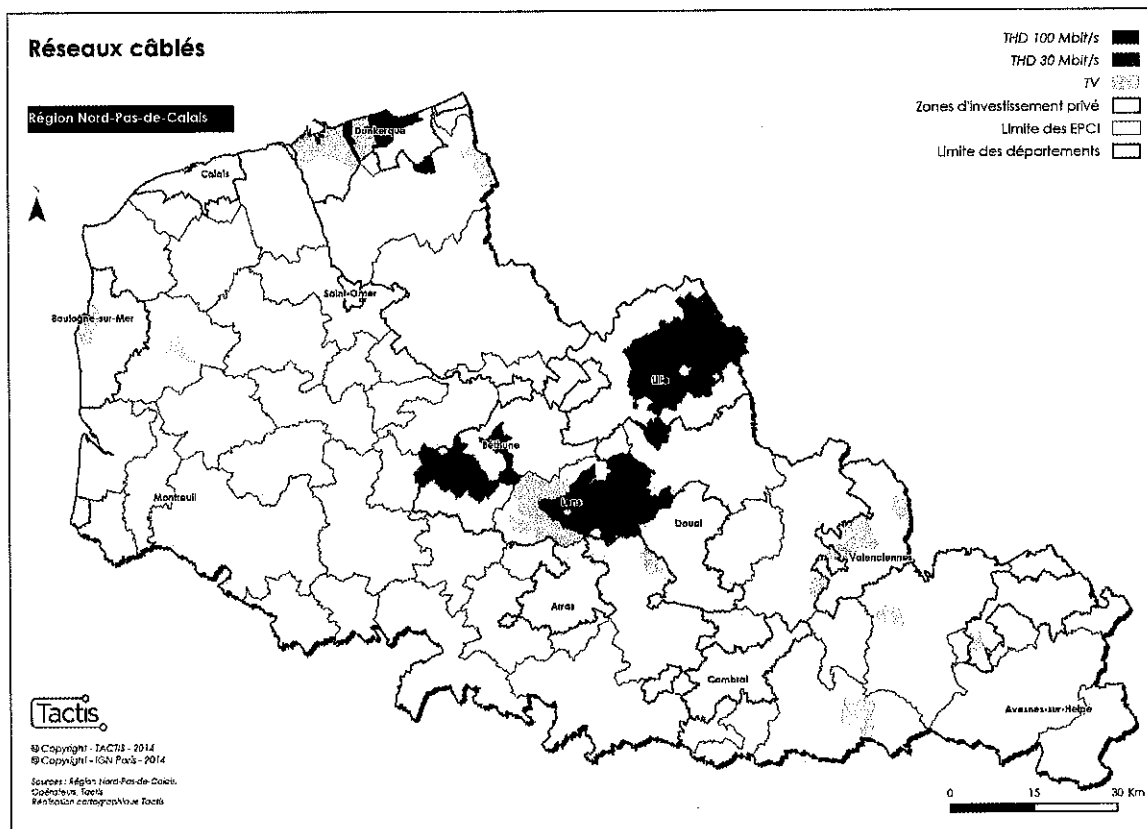 Réseaux câblés
Région Nord-Pas-de-Calais
THD 100 Mbit/s
THD 30 Mbit/s
TV
Zones d'investissement privé
Limite des EPCI
Limite des départements
Dunkerque
Calais
Saint-Omer
Boulogne-sur-Mer
Lille
Béthune
Montreuil
Lens
Douai
Valenciennes
Arras
Cambrai
Avesnes-sur-Helpe
Tactis
© Copyright - TACTIS - 2014
© Copyright - IGN Paris - 2014
Sources : Région Nord-Pas-de-Calais,
Opérateurs, Tactis
Réalisation cartographique Tactis
0 15 30 Km